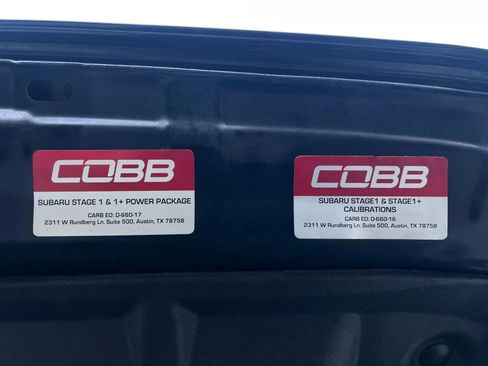 COBB
SUBARU STAGE 1 & 1+ POWER PACKAGE
CARB EO: D-660-17
2311 W Rundberg Ln. Suite 500, Austin, TX 78758
COBB
SUBARU STAGE1 & STAGE1+
CALIBRATIONS
CARB EO: D-660-16
2311 W Rundberg Ln. Suite 500, Austin, TX 78758